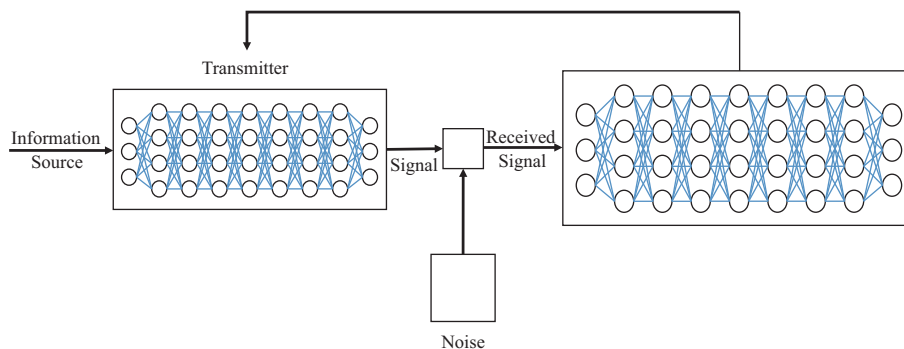 Transmitter
Information
Source
Signal
Received
Signal
Noise